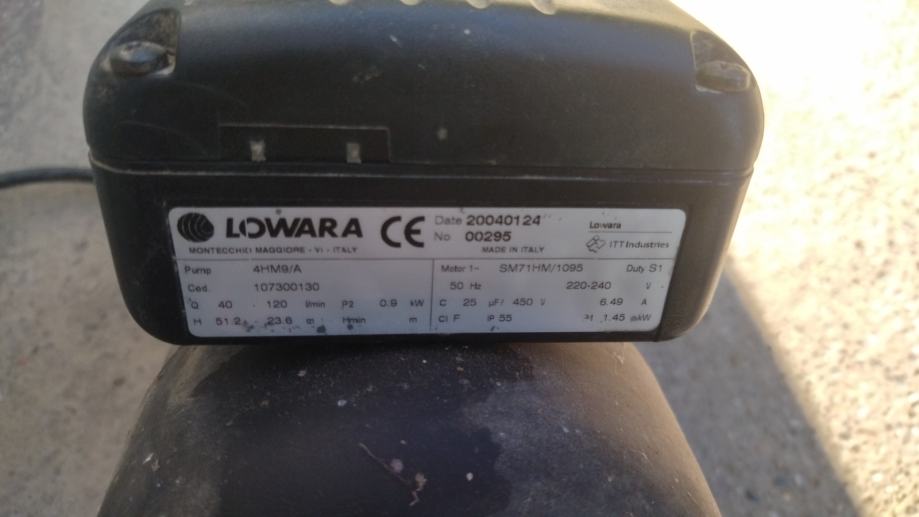 LOWARA CE
MONTECCHIO MAGGIORE - VI - ITALY
Date 20040124
No 00295
MADE IN ITALY
Lowara
ITT Industries
Pump 4HM9/A
Cod. 107300130
Q 40 120 l/min P2 0.9 kW
H 51.2 23.6 m Hmin m
Motor 1~ SM71HM/1095 Duty S1
50 Hz 220-240 V
C 25 µF/ 450 V 6.49 A
Cl F IP 55 1.45 kW